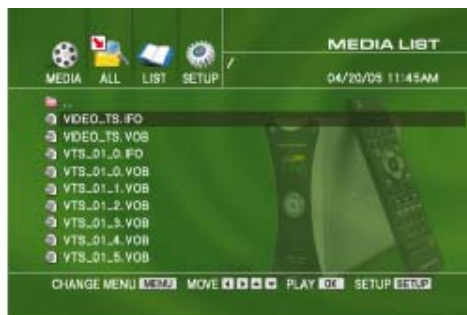 MEDIA LIST
MEDIA ALL LIST SETUP /
04/20/05 11:45AM
..
VIDEO_TS.IFO
VIDEO_TS.VOB
VTS_01_0.IFO
VTS_01_0.VOB
VTS_01_1.VOB
VTS_01_2.VOB
VTS_01_3.VOB
VTS_01_4.VOB
VTS_01_5.VOB
CHANGE MENU MENU MOVE PLAY OK SETUP SETUP